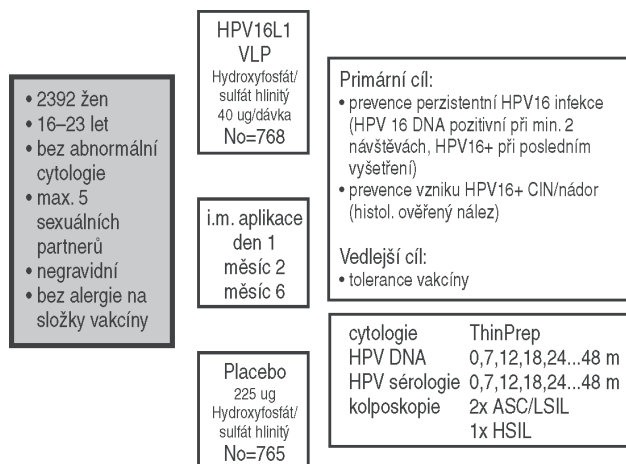 • 2392 žen
• 16–23 let
• bez abnormální
cytologie
• max. 5
sexuálních
partnerů
• negravidní
• bez alergie na
složky vakcíny
HPV16L1
VLP
Hydroxyfosfát/
sulfát hlinitý
40 ug/dávka
No=768
i.m. aplikace
den 1
měsíc 2
měsíc 6
Placebo
225 ug
Hydroxyfosfát/
sulfát hlinitý
No=765
Primární cíl:
• prevence perzistentní HPV16 infekce
(HPV 16 DNA pozitivní při min. 2
návštěvách, HPV16+ při posledním
vyšetření)
• prevence vzniku HPV16+ CIN/nádor
(histol. ověřený nález)
Vedlejší cíl:
• tolerance vakcíny
cytologie ThinPrep
HPV DNA 0,7,12,18,24...48 m
HPV sérologie 0,7,12,18,24...48 m
kolposkopie 2x ASC/LSIL
1x HSIL